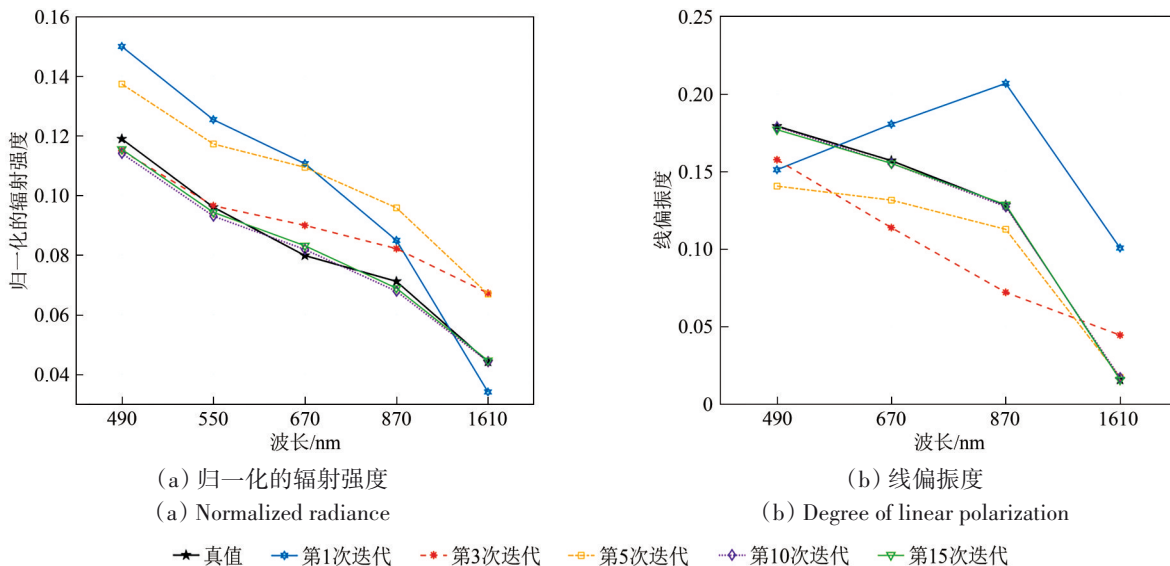 0.16
0.14
0.12
0.10
0.08
0.06
0.04
归一化的辐射强度
490 550 670 870 1610
波长/nm
(a) 归一化的辐射强度
(a) Normalized radiance
0.25
0.20
0.15
0.10
0.05
0
线偏振度
490 670 870 1610
波长/nm
(b) 线偏振度
(b) Degree of linear polarization
真值 第1次迭代 第3次迭代 第5次迭代 第10次迭代 第15次迭代